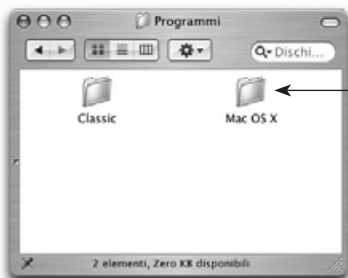 Programmi
Dischi...
Classic
Mac OS X
2 elementi, Zero KB disponibili